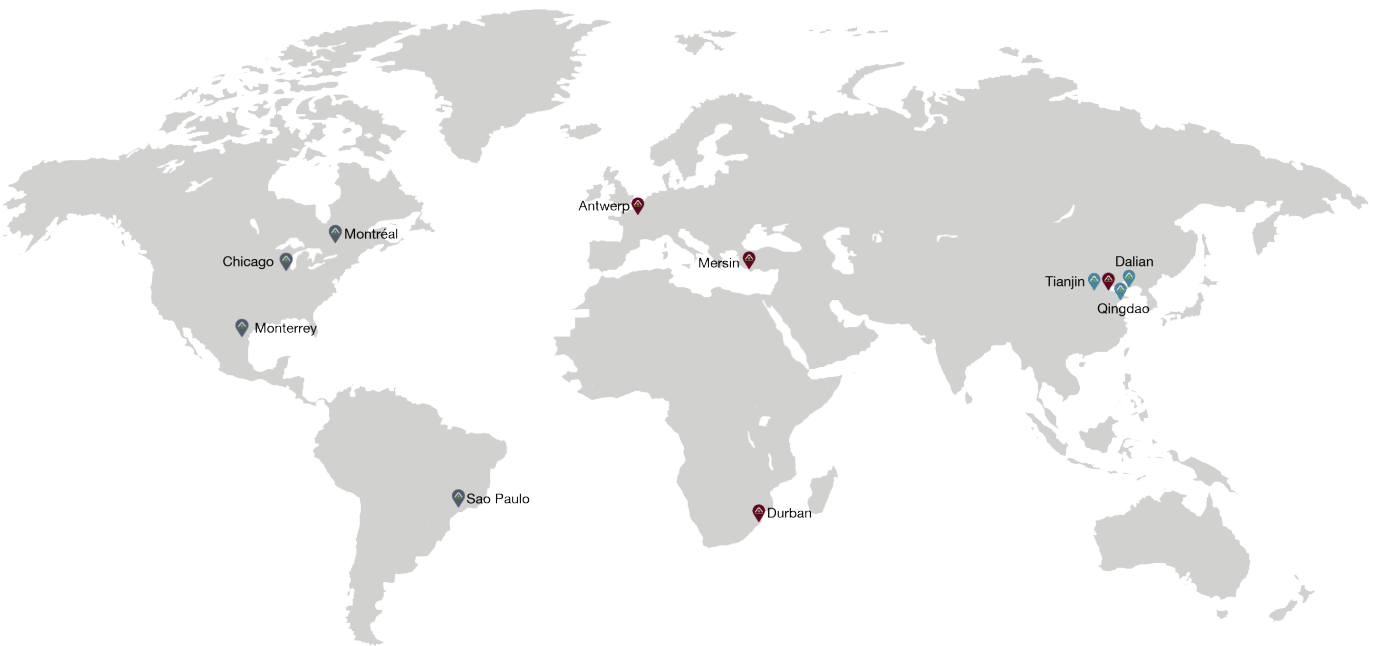 Antwerp
Montréal
Chicago
Mersin
Dalian
Tianjin
Qingdao
Monterrey
Sao Paulo
Durban